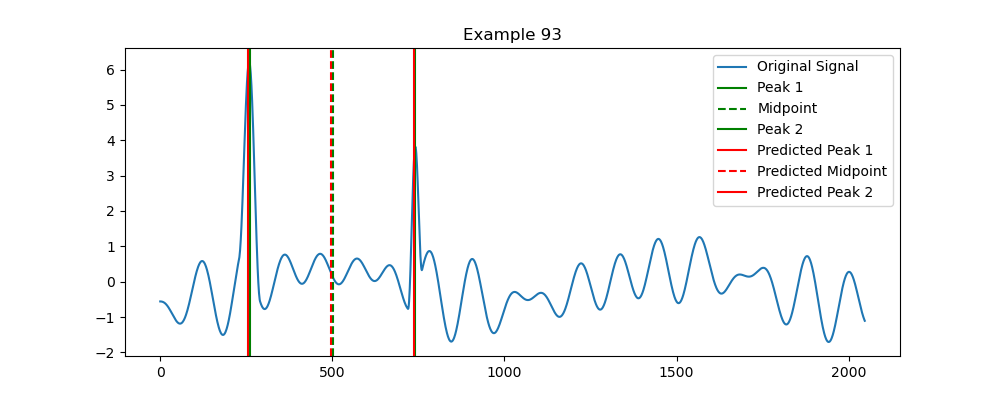 Example 93
Original Signal
Peak 1
Midpoint
Peak 2
Predicted Peak 1
Predicted Midpoint
Predicted Peak 2
6
5
4
3
2
1
0
−1
−2
0 500 1000 1500 2000